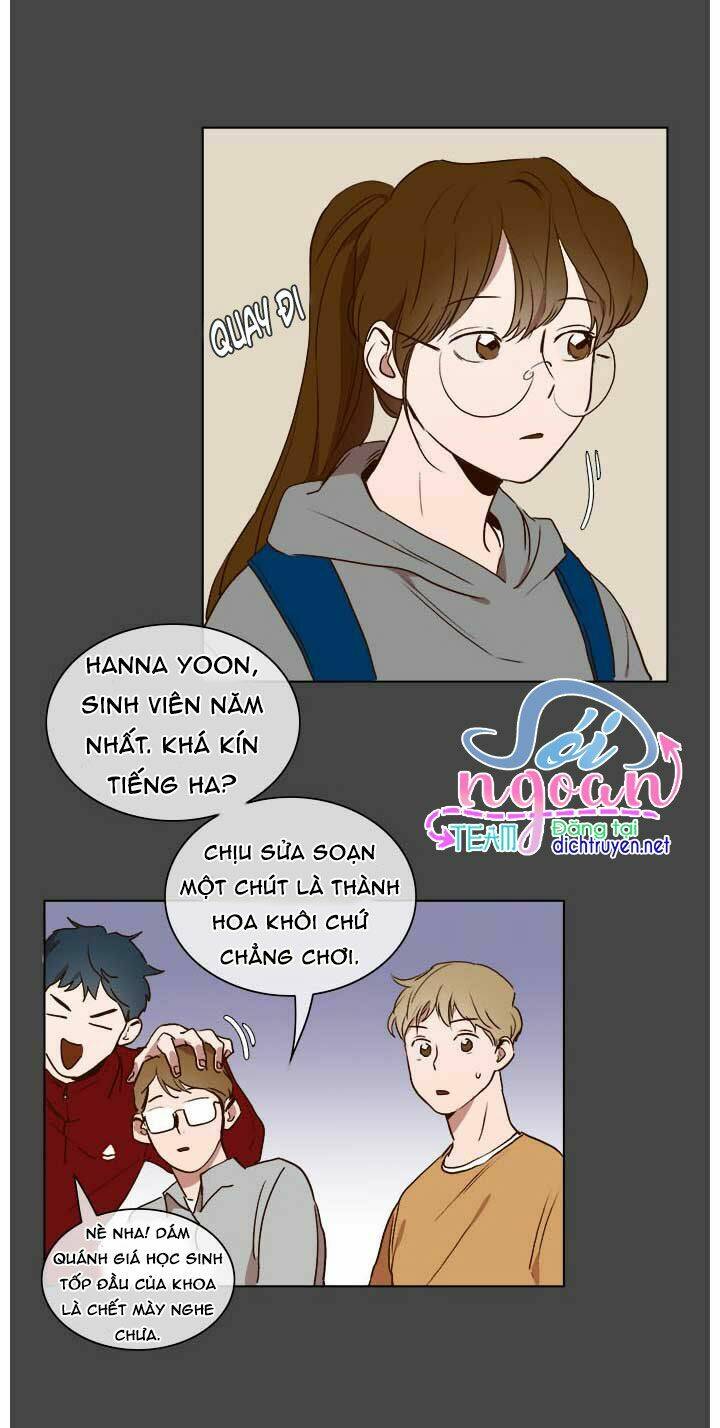 QUAY ĐI
HANNA YOON,
SINH VIÊN NĂM
NHẤT. KHÁ KÍN
TIẾNG HA?
Sói
ngoan
TEAM
Đăng tại
dichtruyen.net
CHỊU SỬA SOẠN
MỘT CHÚT LÀ THÀNH
HOA KHÔI CHỨ
CHẲNG CHƠI.
NÈ NHA! DÁM
QUÁNH GIÁ HỌC SINH
TỐP ĐẦU CỦA KHOA
LÀ CHẾT MÀY NGHE
CHƯA.